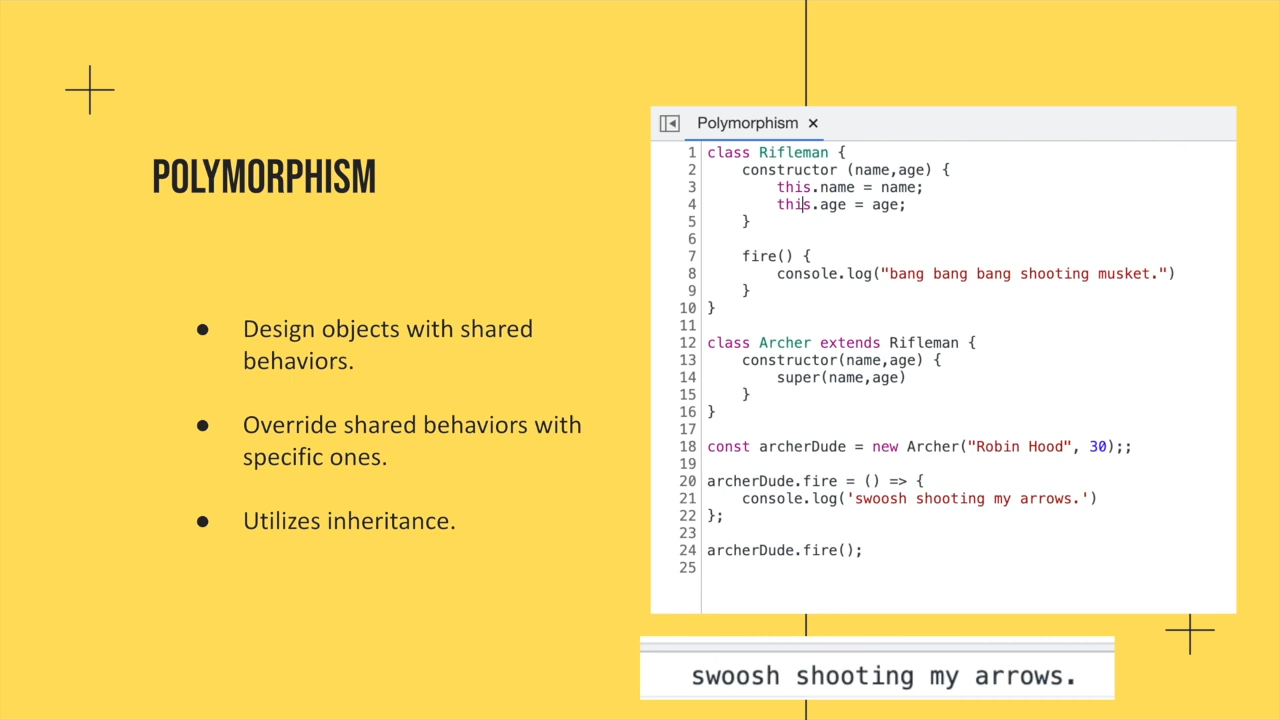 POLYMORPHISM
● Design objects with shared
behaviors.
● Override shared behaviors with
specific ones.
● Utilizes inheritance.
Polymorphism ×
1 class Rifleman {
2     constructor (name,age) {
3         this.name = name;
4         this.age = age;
5     }
6
7     fire() {
8         console.log("bang bang bang shooting musket.")
9     }
10 }
11
12 class Archer extends Rifleman {
13     constructor(name,age) {
14         super(name,age)
15     }
16 }
17
18 const archerDude = new Archer("Robin Hood", 30);;
19
20 archerDude.fire = () => {
21     console.log('swoosh shooting my arrows.')
22 };
23
24 archerDude.fire();
25
swoosh shooting my arrows.